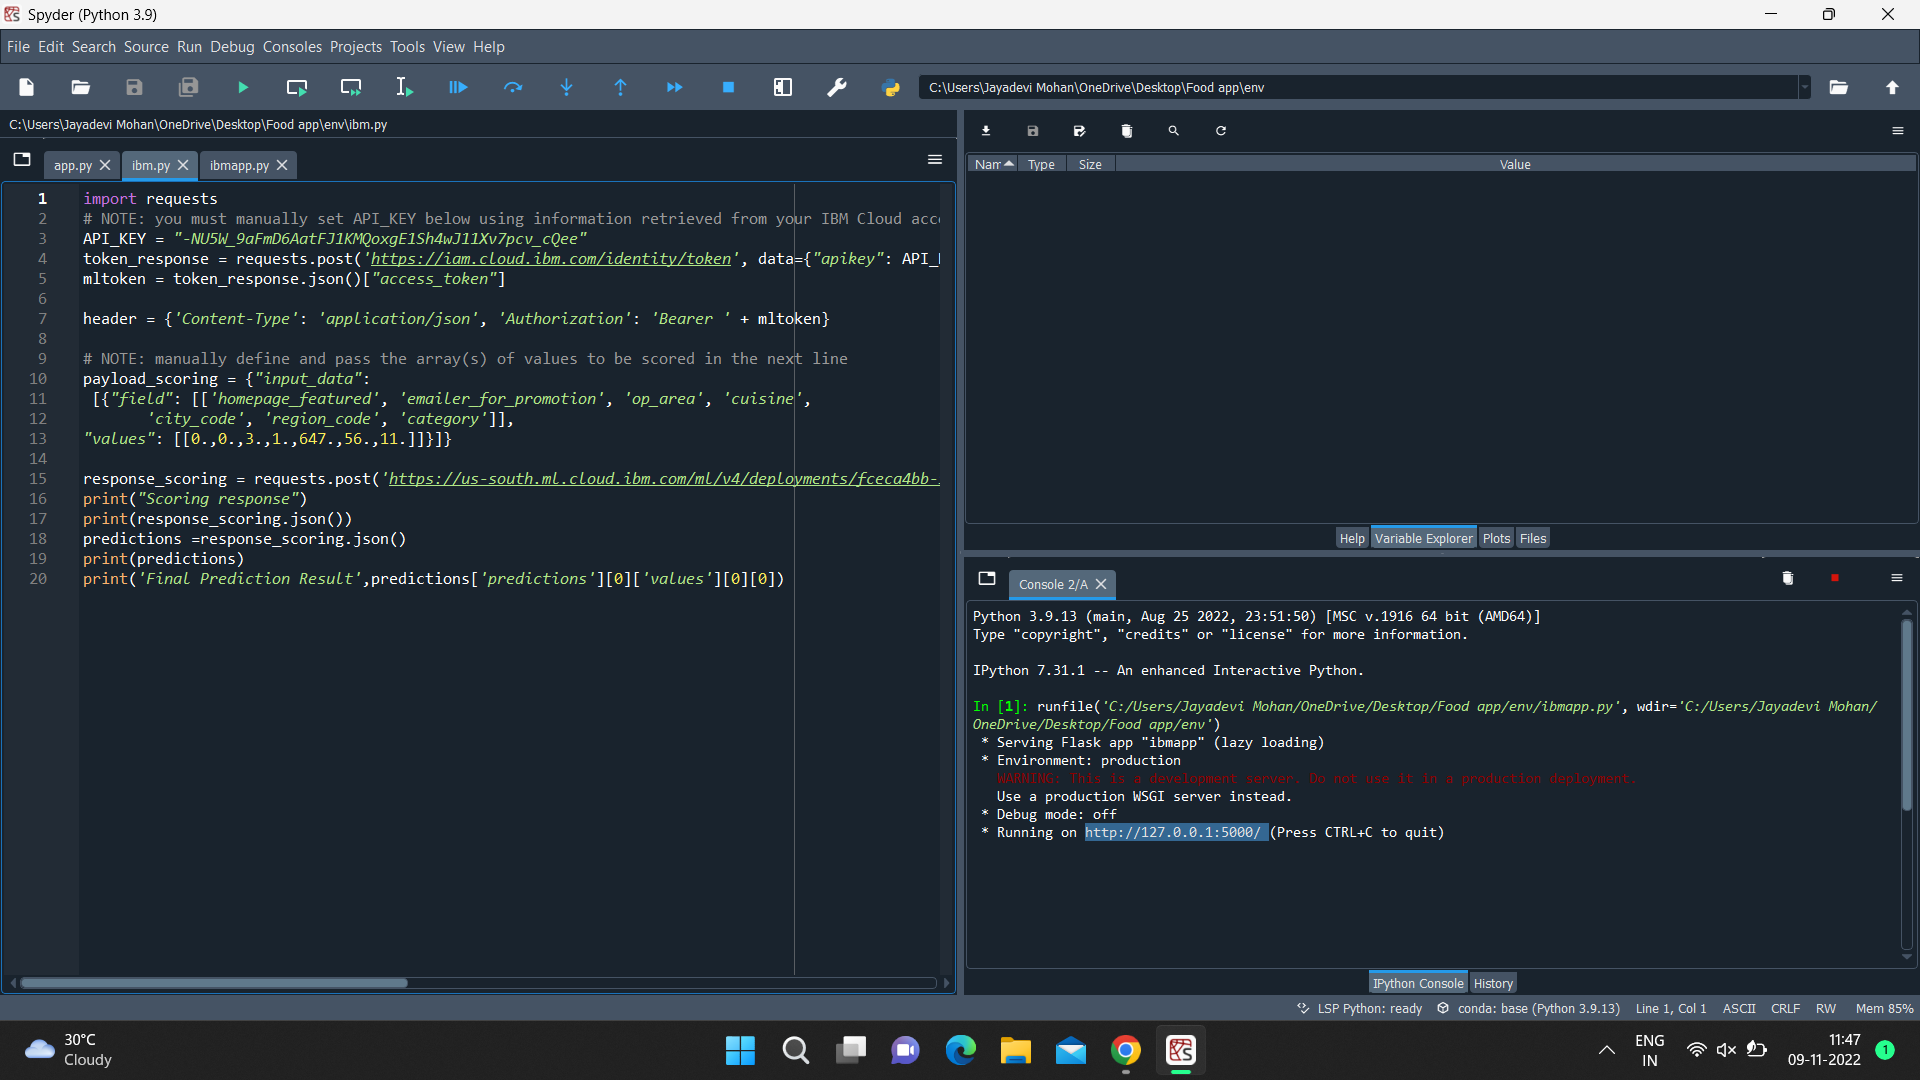 Spyder (Python 3.9)
File Edit Search Source Run Debug Consoles Projects Tools View Help
C:\Users\Jayadevi Mohan\OneDrive\Desktop\Food app\env
C:\Users\Jayadevi Mohan\OneDrive\Desktop\Food app\env\ibm.py
app.py
ibm.py
ibmapp.py
1 import requests
2 # NOTE: you must manually set API_KEY below using information retrieved from your IBM Cloud acc
3 API_KEY = "-NU5W_9aFmD6AatFJ1KMQoxgE1Sh4wJ11Xv7pcv_cQee"
4 token_response = requests.post('https://iam.cloud.ibm.com/identity/token', data={"apikey": API_
5 mltoken = token_response.json()["access_token"]
6
7 header = {'Content-Type': 'application/json', 'Authorization': 'Bearer ' + mltoken}
8
9 # NOTE: manually define and pass the array(s) of values to be scored in the next line
10 payload_scoring = {"input_data":
11 [{"field": [['homepage_featured', 'emailer_for_promotion', 'op_area', 'cuisine',
12 'city_code', 'region_code', 'category']],
13 "values": [[0.,0.,3.,1.,647.,56.,11.]]}]}
14
15 response_scoring = requests.post('https://us-south.ml.cloud.ibm.com/ml/v4/deployments/fceca4bb-
16 print("Scoring response")
17 print(response_scoring.json())
18 predictions =response_scoring.json()
19 print(predictions)
20 print('Final Prediction Result',predictions['predictions'][0]['values'][0][0])
Nam Type Size Value
Help Variable Explorer Plots Files
Console 2/A
Python 3.9.13 (main, Aug 25 2022, 23:51:50) [MSC v.1916 64 bit (AMD64)]
Type "copyright", "credits" or "license" for more information.
IPython 7.31.1 -- An enhanced Interactive Python.
In [1]: runfile('C:/Users/Jayadevi Mohan/OneDrive/Desktop/Food app/env/ibmapp.py', wdir='C:/Users/Jayadevi Mohan/
OneDrive/Desktop/Food app/env')
* Serving Flask app "ibmapp" (lazy loading)
* Environment: production
WARNING: This is a development server. Do not use it in a production deployment.
Use a production WSGI server instead.
* Debug mode: off
* Running on http://127.0.0.1:5000/ (Press CTRL+C to quit)
IPython Console History
LSP Python: ready conda: base (Python 3.9.13) Line 1, Col 1 ASCII CRLF RW Mem 85%
30°C
Cloudy
ENG
IN
11:47
09-11-2022
1